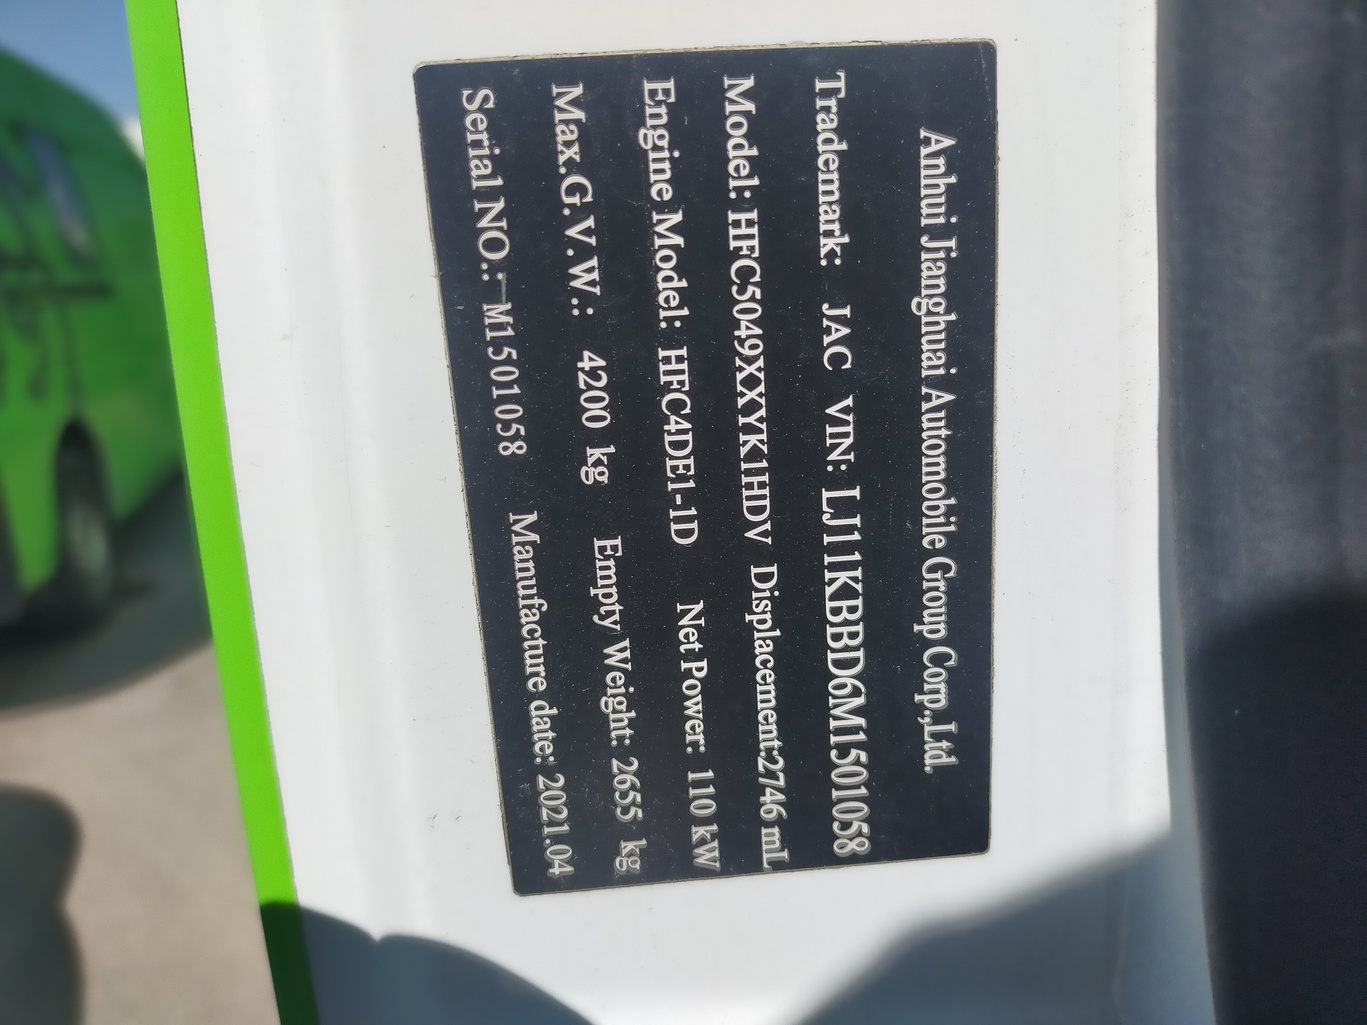 Anhui Jianghuai Automobile Group Corp.,Ltd.
Trademark: JAC VIN: LJ11KBBD6M1501058
Model: HFC5049XXYK1HDV Displacement:2746 mL
Engine Model: HFC4DE1-1D Net Power: 110 kW
Max.G.V.W.: 4200 kg Empty Weight: 2655 kg
Serial NO.: M1501058 Manufacture date: 2021.04